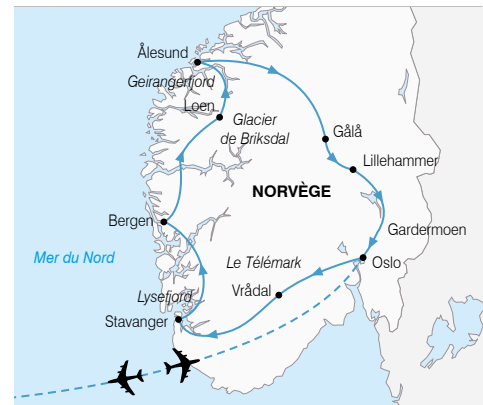 Ålesund
Geirangerfjord
Loen
Glacier
de Briksdal
Gålå
Lillehammer
NORVÈGE
Bergen
Gardermoen
Mer du Nord
Le Télémark
Oslo
Vrådal
Lysefjord
Stavanger